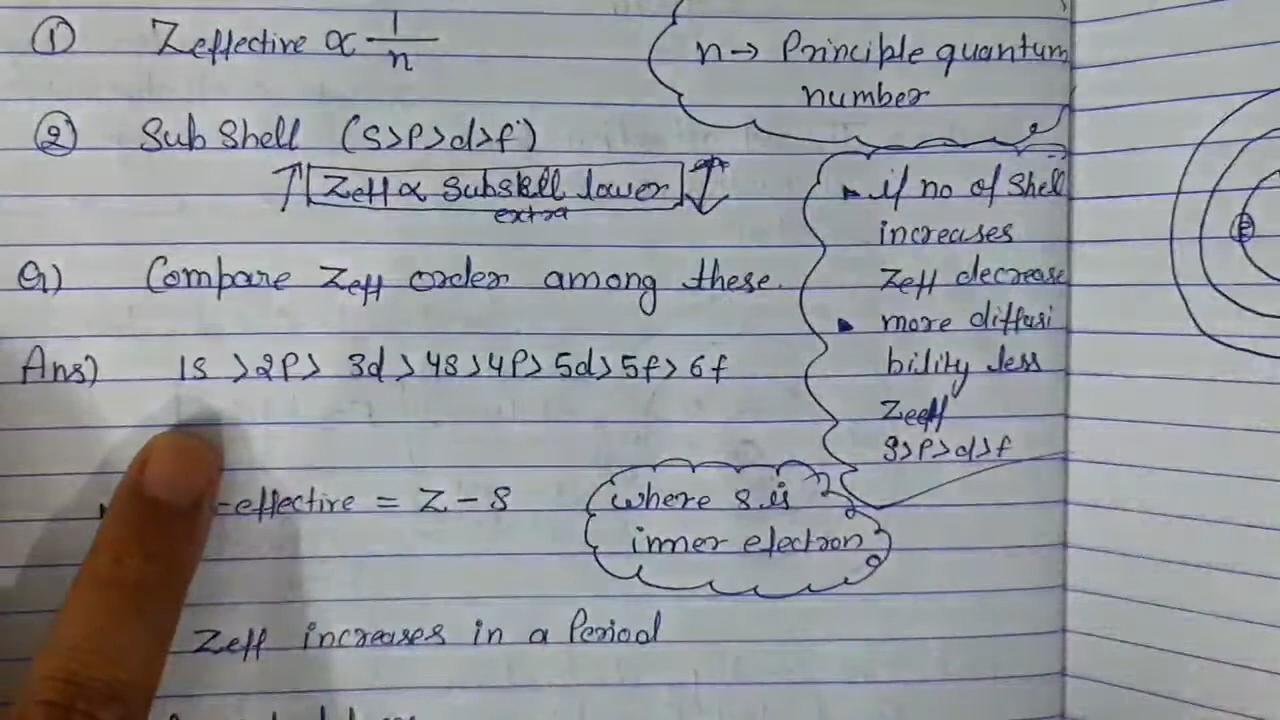 ① Zeffective ∝ 1/n
n → Principle quantum
number
② Sub Shell (s>p>d>f)
↑ Zeff ∝ Subshell lower ↓
extra
▸ if no of Shell
increases
Zeff decrease
• more diffusi
bility less
Zeeff
s>p>d>f
Q) Compare Zeff order among these.
Ans) 1s >2p> 3d >4s>4p> 5d>5f> 6f
-effective = Z - s
where s is
inner electron
Zeff increases in a Period